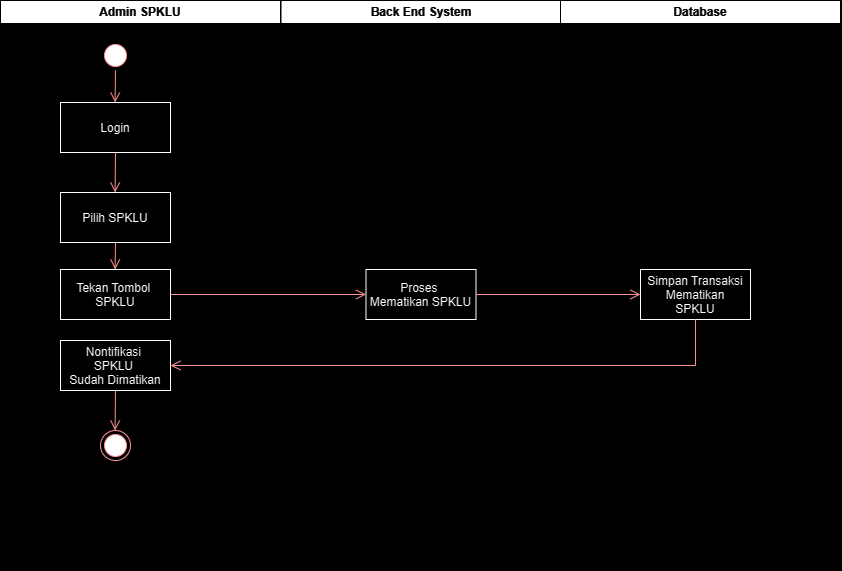 Admin SPKLU
Back End System
Database
Login
Pilih SPKLU
Tekan Tombol
SPKLU
Proses
Mematikan SPKLU
Simpan Transaksi
Mematikan
SPKLU
Nontifikasi
SPKLU
Sudah Dimatikan